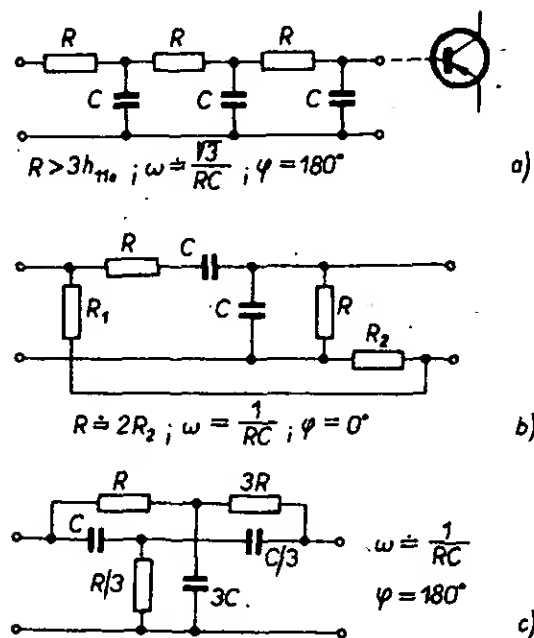 R R R
C C C
R > 3h₁₁ₑ ; ω ≐ √3/RC ; φ = 180°
a)
R C
R₁ C R R₂
R ≐ 2R₂ ; ω = 1/RC ; φ = 0°
b)
R 3R
C C/3
R/3 3C
ω ≐ 1/RC
φ = 180°
c)